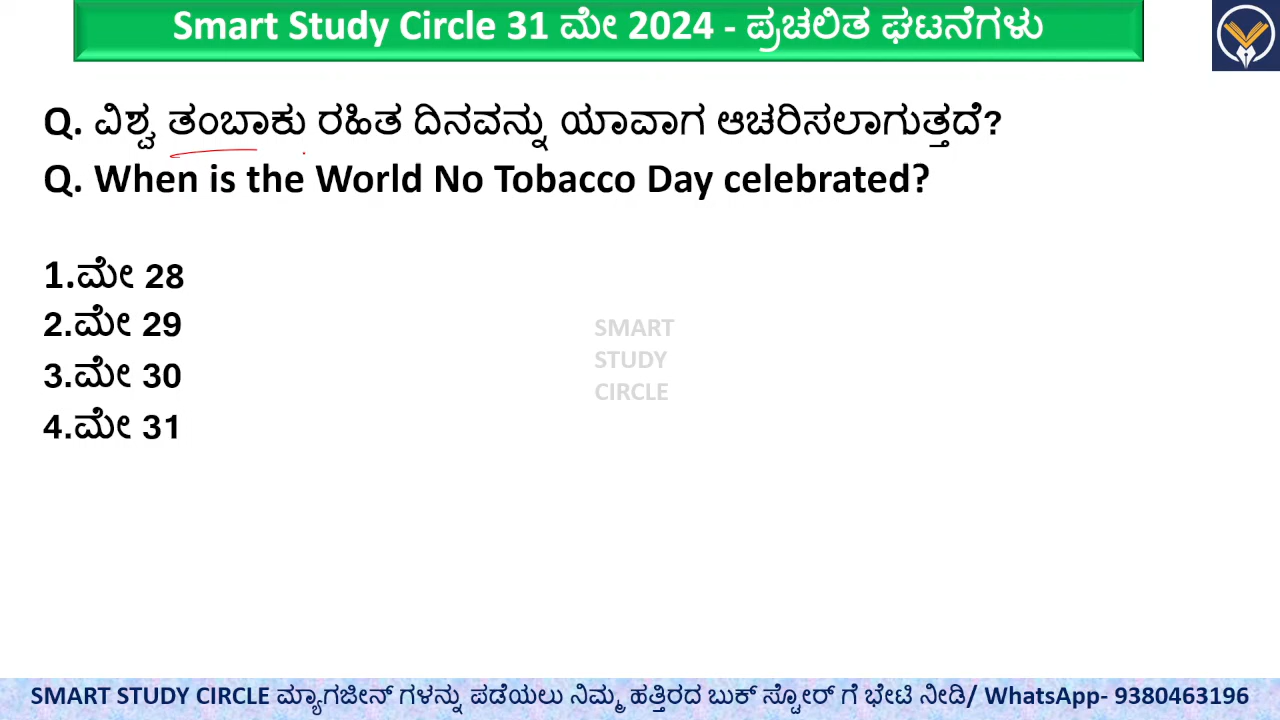 Smart Study Circle 31 ಮೇ 2024 - ಪ್ರಚಲಿತ ಘಟನೆಗಳು
Q. ವಿಶ್ವ ತಂಬಾಕು ರಹಿತ ದಿನವನ್ನು ಯಾವಾಗ ಆಚರಿಸಲಾಗುತ್ತದೆ?
Q. When is the World No Tobacco Day celebrated?
1.ಮೇ 28
2.ಮೇ 29
3.ಮೇ 30
4.ಮೇ 31
SMART
STUDY
CIRCLE
SMART STUDY CIRCLE ಮ್ಯಾಗಜೀನ್ ಗಳನ್ನು ಪಡೆಯಲು ನಿಮ್ಮ ಹತ್ತಿರದ ಬುಕ್ ಸ್ಟೋರ್ ಗೆ ಭೇಟಿ ನೀಡಿ/ WhatsApp- 9380463196